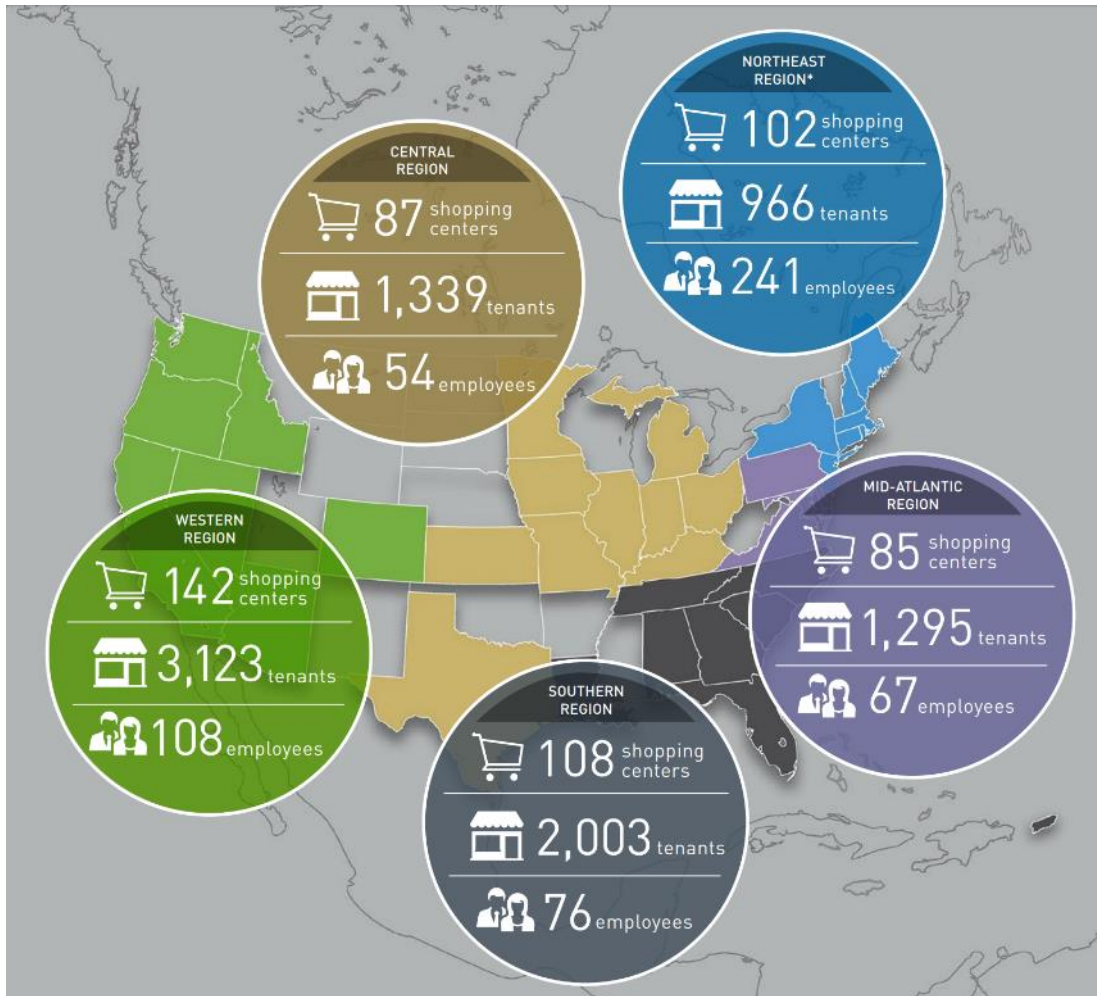 NORTHEAST
REGION*
102 shopping
centers
966 tenants
241 employees
CENTRAL
REGION
87 shopping
centers
1,339 tenants
54 employees
MID-ATLANTIC
REGION
85 shopping
centers
1,295 tenants
67 employees
WESTERN
REGION
142 shopping
centers
3,123 tenants
108 employees
SOUTHERN
REGION
108 shopping
centers
2,003 tenants
76 employees